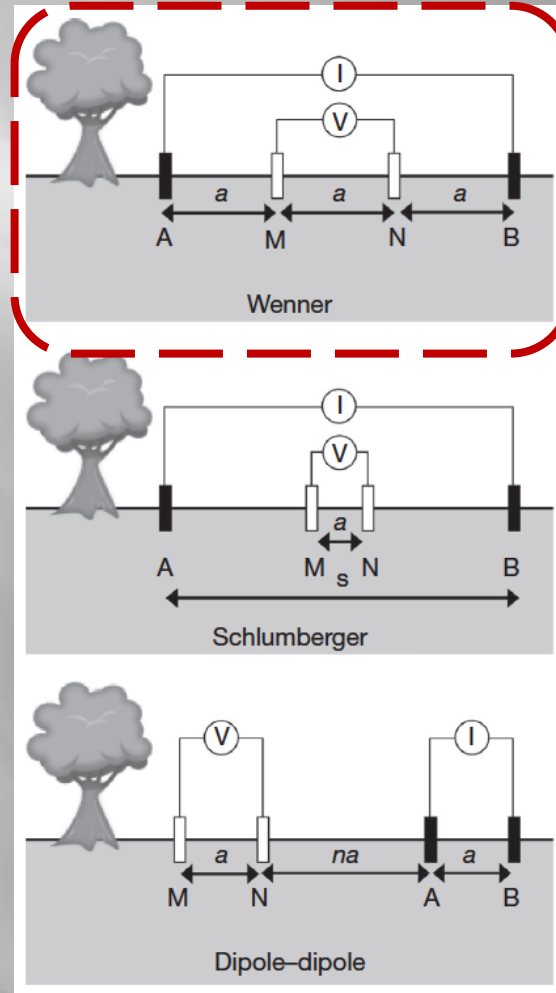 I
V
a a a
A M N B
Wenner
I
V
a
A M N B
s
Schlumberger
V I
a na a
M N A B
Dipole–dipole